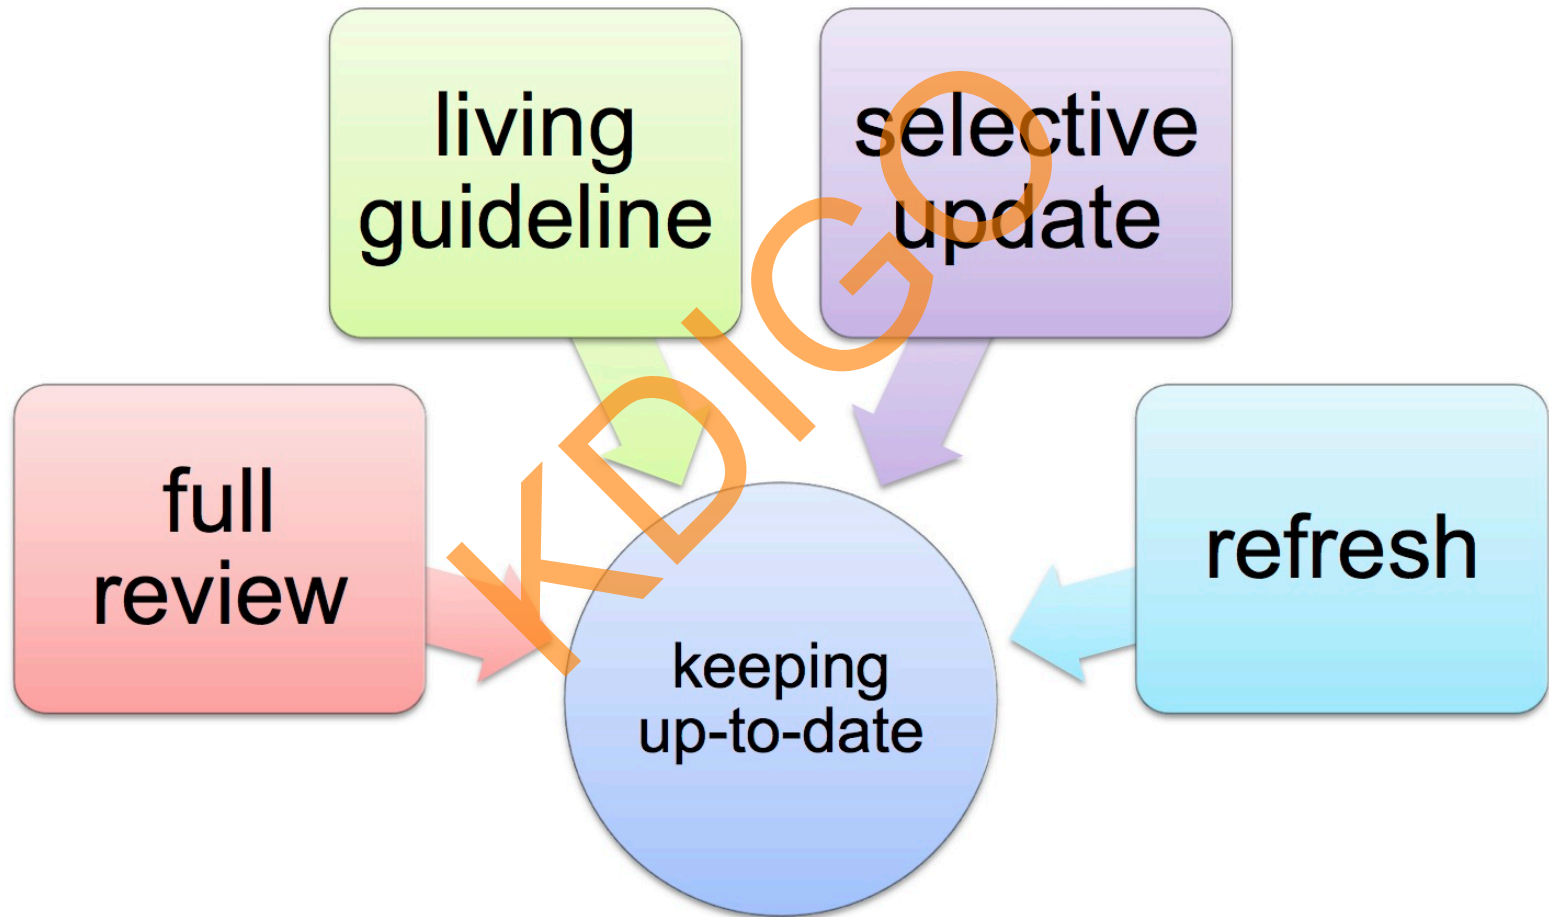 living
guideline
selective
update
full
review
refresh
keeping
up-to-date
KDIGO